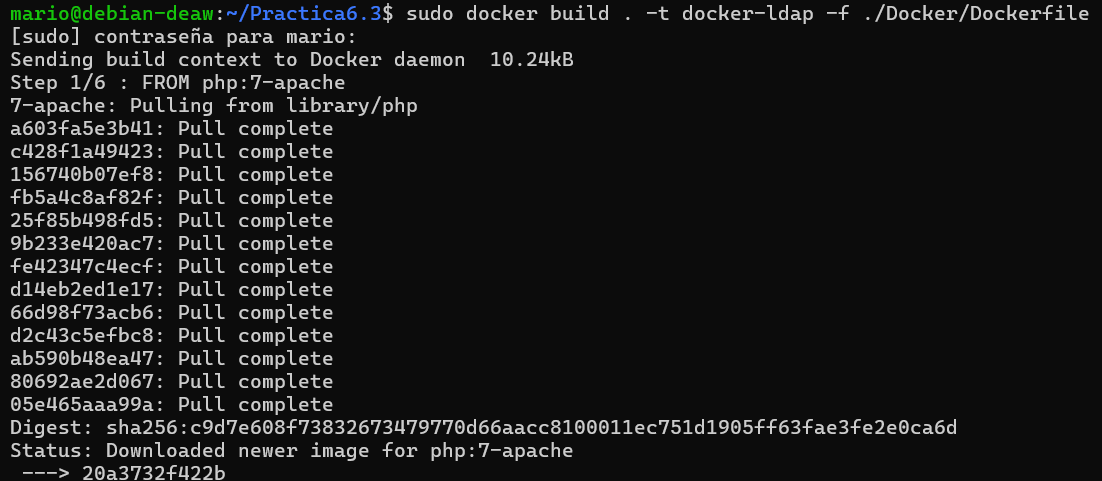 mario@debian-deaw:~/Practica6.3$ sudo docker build . -t docker-ldap -f ./Docker/Dockerfile
[sudo] contraseña para mario:
Sending build context to Docker daemon  10.24kB
Step 1/6 : FROM php:7-apache
7-apache: Pulling from library/php
a603fa5e3b41: Pull complete
c428f1a49423: Pull complete
156740b07ef8: Pull complete
fb5a4c8af82f: Pull complete
25f85b498fd5: Pull complete
9b233e420ac7: Pull complete
fe42347c4ecf: Pull complete
d14eb2ed1e17: Pull complete
66d98f73acb6: Pull complete
d2c43c5efbc8: Pull complete
ab590b48ea47: Pull complete
80692ae2d067: Pull complete
05e465aaa99a: Pull complete
Digest: sha256:c9d7e608f73832673479770d66aacc8100011ec751d1905ff63fae3fe2e0ca6d
Status: Downloaded newer image for php:7-apache
 ---> 20a3732f422b